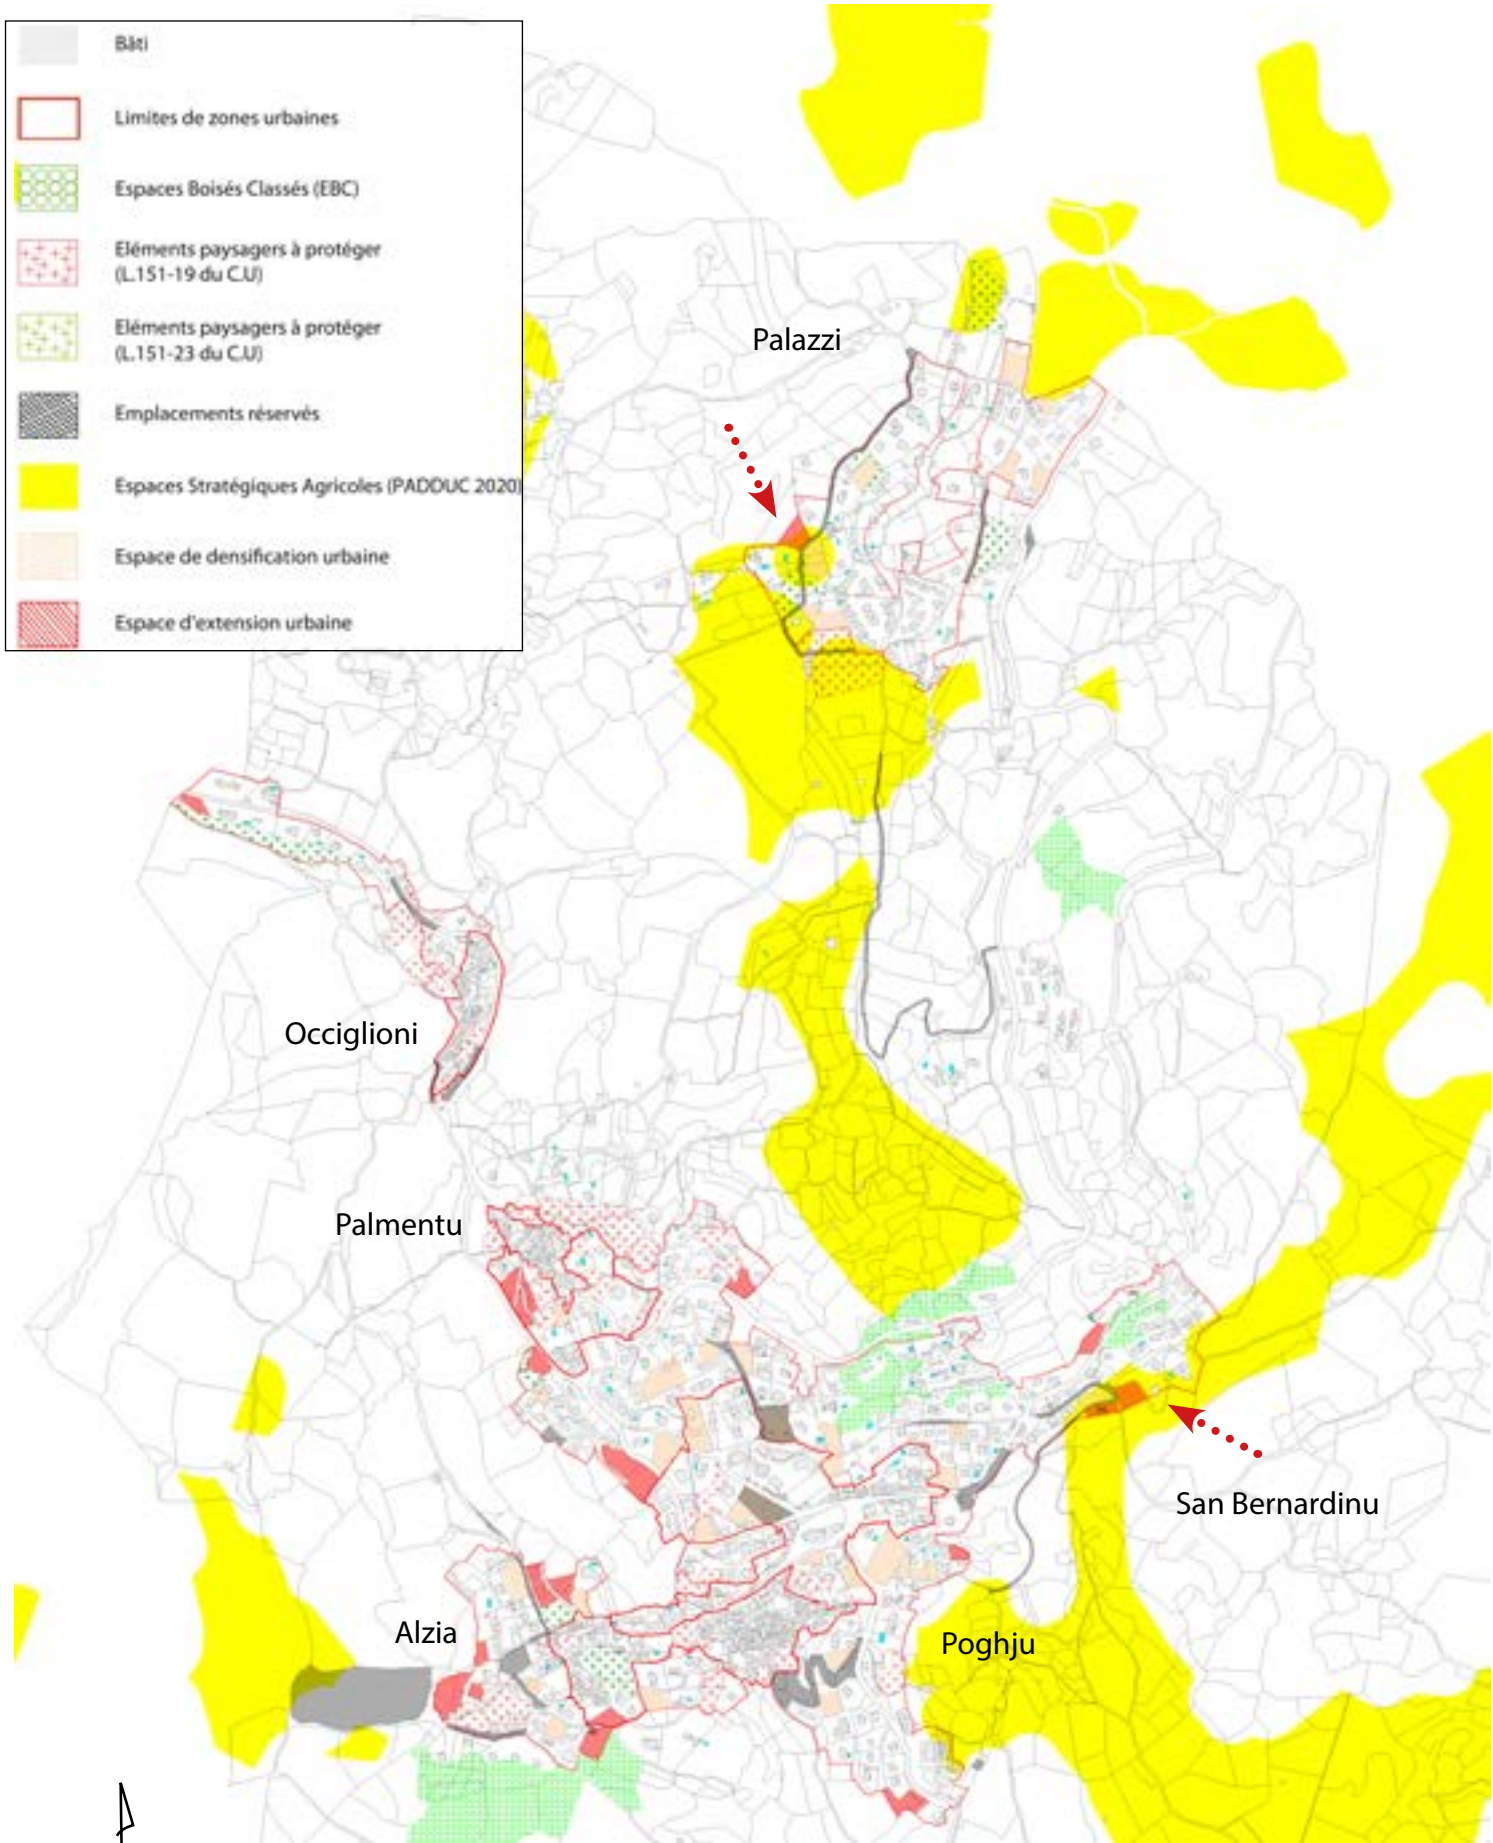 Bâti
Limites de zones urbaines
Espaces Boisés Classés (EBC)
Eléments paysagers à protéger
(L.151-19 du C.U)
Eléments paysagers à protéger
(L.151-23 du C.U)
Emplacements réservés
Espaces Stratégiques Agricoles (PADDUC 2020)
Espace de densification urbaine
Espace d'extension urbaine
Palazzi
Occiglioni
Palmentu
San Bernardinu
Alzia
Poghju